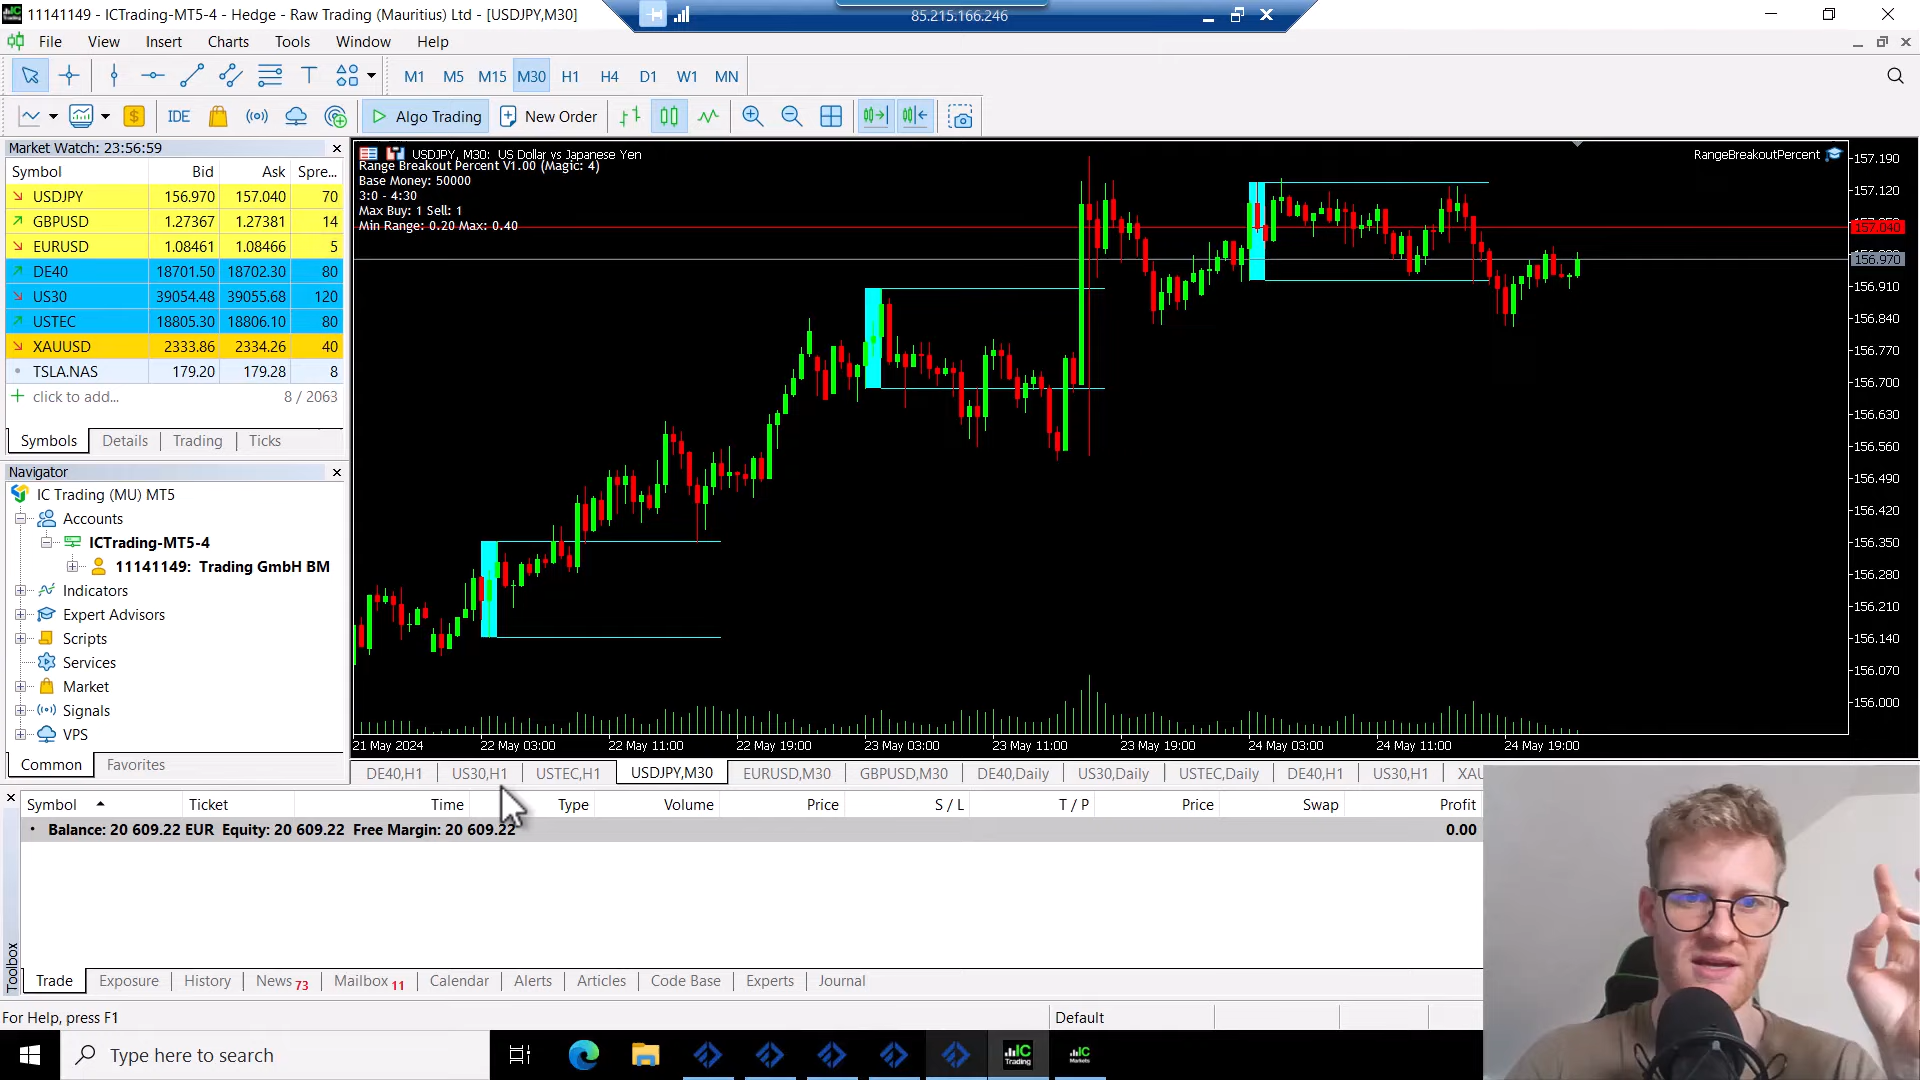 11141149 - ICTrading-MT5-4 - Hedge - Raw Trading (Mauritius) Ltd - [USDJPY,M30]
85.215.166.246
File View Insert Charts Tools Window Help
M1 M5 M15 M30 H1 H4 D1 W1 MN
IDE Algo Trading New Order
Market Watch: 23:56:59
Symbol Bid Ask Spre...
USDJPY 156.970 157.040 70
GBPUSD 1.27367 1.27381 14
EURUSD 1.08461 1.08466 5
DE40 18701.50 18702.30 80
US30 39054.48 39055.68 120
USTEC 18805.30 18806.10 80
XAUUSD 2333.86 2334.26 40
TSLA.NAS 179.20 179.28 8
click to add... 8 / 2063
Symbols Details Trading Ticks
Navigator
IC Trading (MU) MT5
Accounts
ICTrading-MT5-4
11141149: Trading GmbH BM
Indicators
Expert Advisors
Scripts
Services
Market
Signals
VPS
Common Favorites
USDJPY, M30: US Dollar vs Japanese Yen
RangeBreakoutPercent
Range Breakout Percent V1.00 (Magic: 4)
Base Money: 50000
3:0 - 4:30
Max Buy: 1 Sell: 1
Min Range: 0.20 Max: 0.40
157.190
157.120
157.040
156.970
156.910
156.840
156.770
156.700
156.630
156.560
156.490
156.420
156.350
156.280
156.210
156.140
156.070
156.000
21 May 2024 22 May 03:00 22 May 11:00 22 May 19:00 23 May 03:00 23 May 11:00 23 May 19:00 24 May 03:00 24 May 11:00 24 May 19:00
DE40,H1 US30,H1 USTEC,H1 USDJPY,M30 EURUSD,M30 GBPUSD,M30 DE40,Daily US30,Daily USTEC,Daily DE40,H1 US30,H1 XAU
Symbol Ticket Time Type Volume Price S / L T / P Price Swap Profit
Balance: 20 609.22 EUR Equity: 20 609.22 Free Margin: 20 609.22 0.00
Toolbox
Trade Exposure History News 73 Mailbox 11 Calendar Alerts Articles Code Base Experts Journal
For Help, press F1 Default
Type here to search
IC Trading
IC Markets